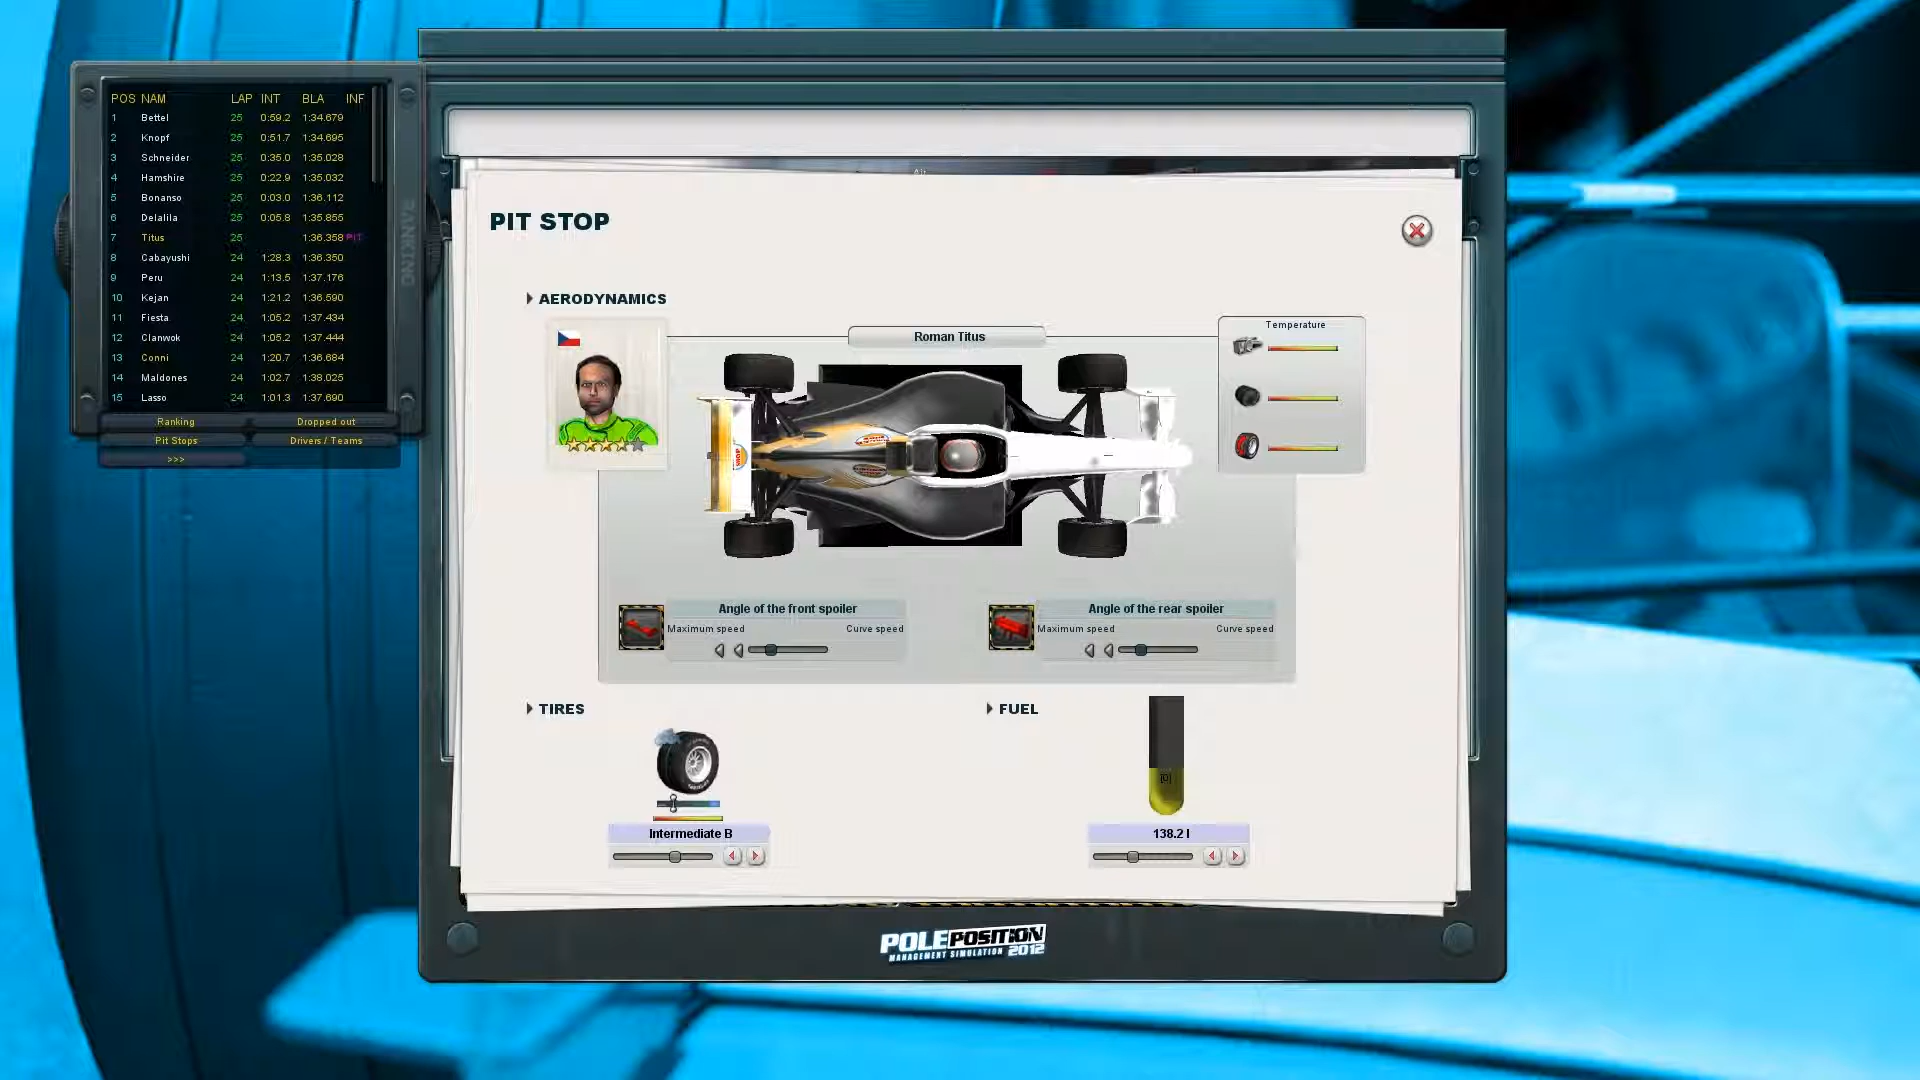 POS NAM LAP INT BLA INF
1 Bettel 25 0:59.2 1:34.679
2 Knopf 25 0:51.7 1:34.695
3 Schneider 25 0:35.0 1:35.028
4 Hamshire 25 0:22.9 1:35.032
5 Bonanso 25 0:03.0 1:36.112
6 Delalila 25 0:05.8 1:35.855
7 Titus 25 1:36.358 PIT
8 Cabayushi 24 1:28.3 1:36.350
9 Peru 24 1:13.5 1:37.176
10 Kejan 24 1:21.2 1:36.590
11 Fiesta 24 1:05.2 1:37.434
12 Clanwok 24 1:05.2 1:37.444
13 Conni 24 1:20.7 1:36.684
14 Maldones 24 1:02.7 1:38.025
15 Lasso 24 1:01.3 1:37.690
RANKING
Ranking Dropped out
Pit Stops Drivers / Teams
>>>
PIT STOP
AERODYNAMICS
Roman Titus
Temperature
Angle of the front spoiler
Maximum speed Curve speed
Angle of the rear spoiler
Maximum speed Curve speed
TIRES
Intermediate B
FUEL
[0]
138.2 l
POLE POSITION
MANAGEMENT SIMULATION 2012